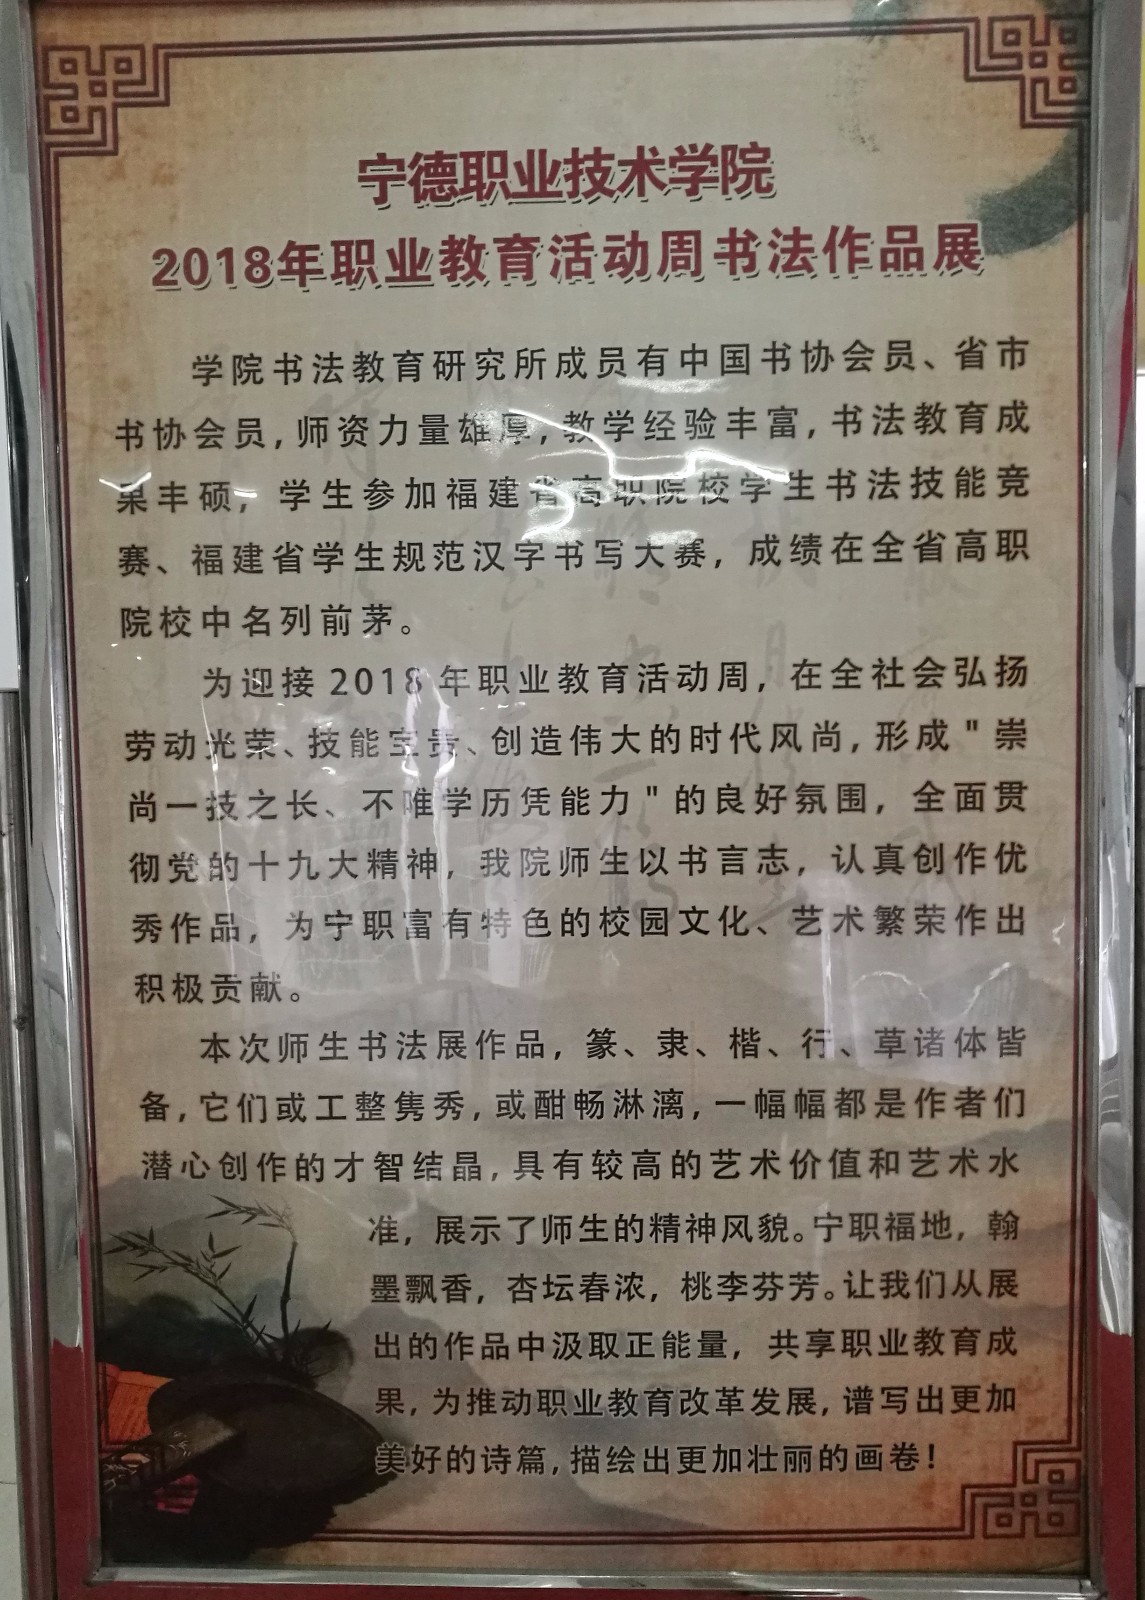 宁德职业技术学院
2018年职业教育活动周书法作品展
学院书法教育研究所成员有中国书协会员、省市
书协会员，师资力量雄厚，教学经验丰富，书法教育成
果丰硕，学生参加福建省高职院校学生书法技能竞
赛、福建省学生规范汉字书写大赛，成绩在全省高职
院校中名列前茅。
为迎接2018年职业教育活动周，在全社会弘扬
劳动光荣、技能宝贵、创造伟大的时代风尚，形成"崇
尚一技之长、不唯学历凭能力"的良好氛围，全面贯
彻党的十九大精神，我院师生以书言志，认真创作优
秀作品，为宁职富有特色的校园文化、艺术繁荣作出
积极贡献。
本次师生书法展作品，篆、隶、楷、行、草诸体皆
备，它们或工整隽秀，或酣畅淋漓，一幅幅都是作者们
潜心创作的才智结晶，具有较高的艺术价值和艺术水
准，展示了师生的精神风貌。宁职福地，翰
墨飘香，杏坛春浓，桃李芬芳。让我们从展
出的作品中汲取正能量，共享职业教育成
果，为推动职业教育改革发展，谱写出更加
美好的诗篇，描绘出更加壮丽的画卷！